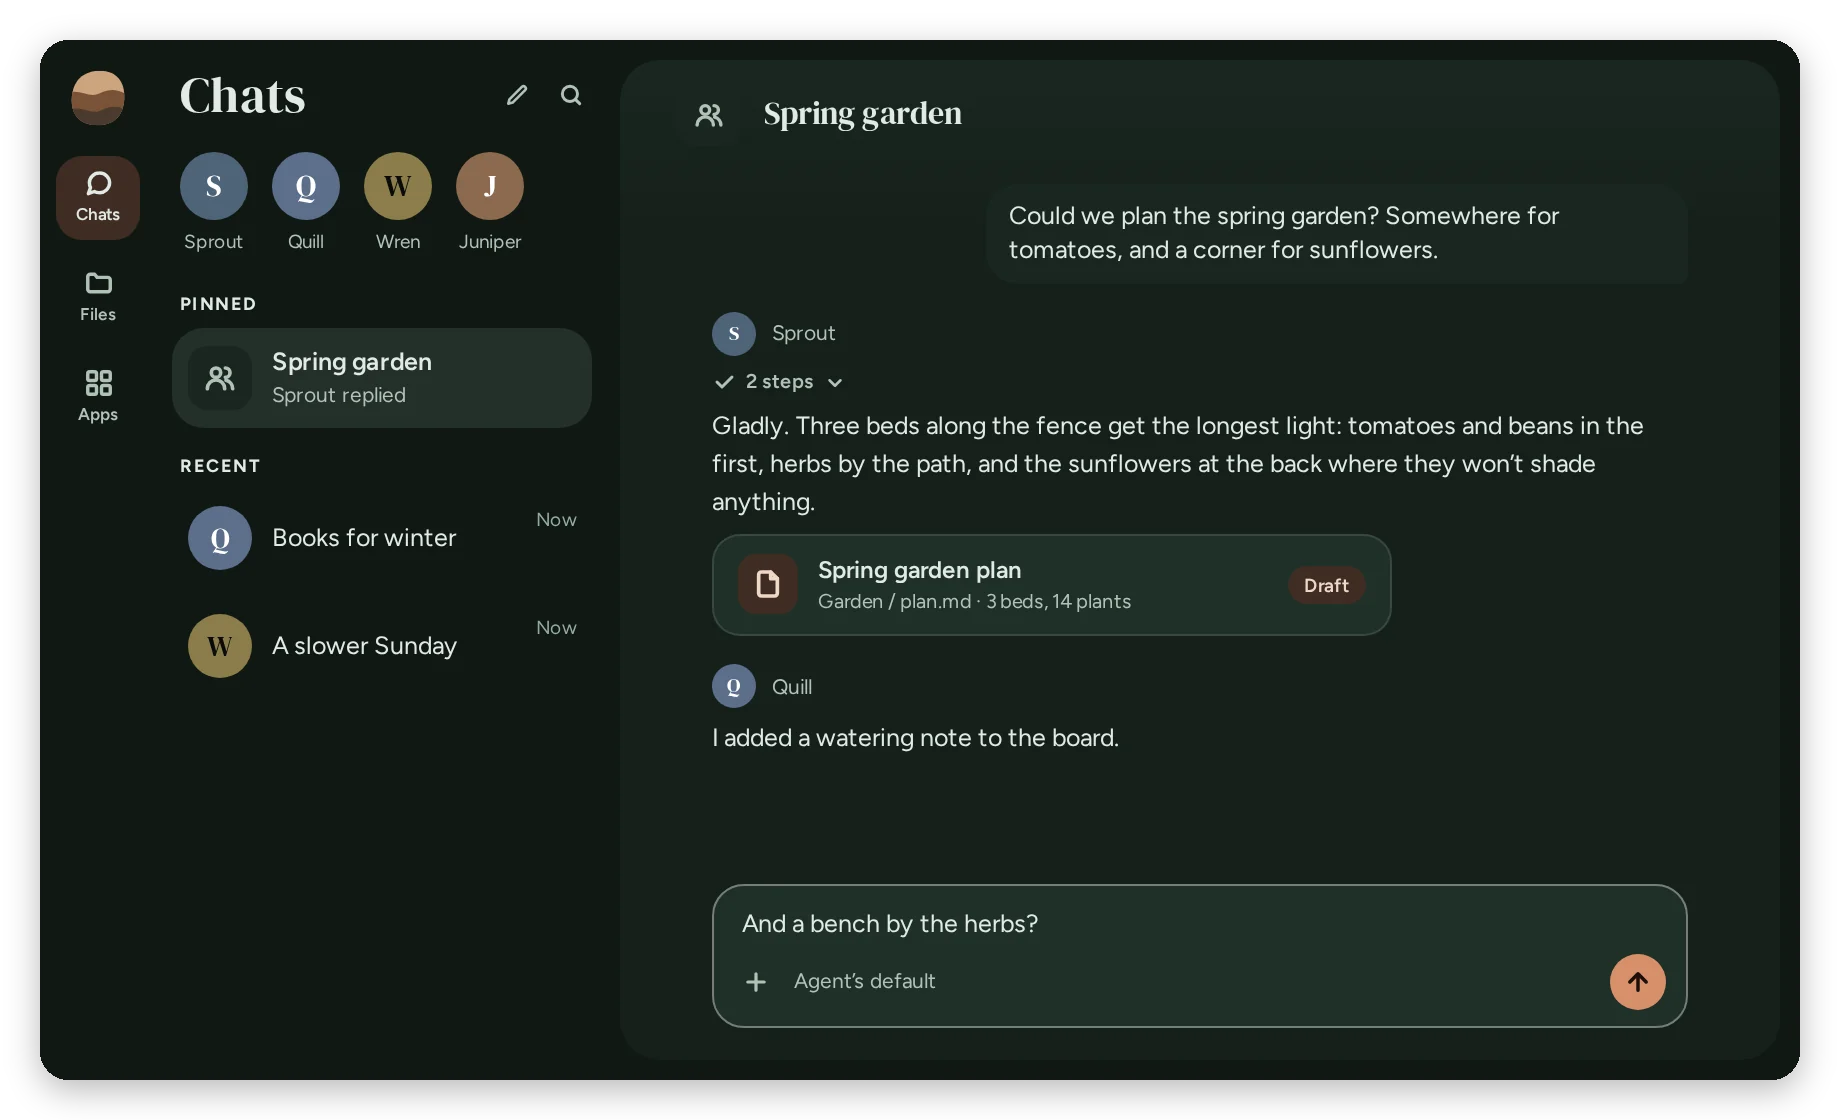 Chats
Chats
Files
Apps
S
Q
W
J
Sprout
Quill
Wren
Juniper
PINNED
Spring garden
Sprout replied
RECENT
Q
Books for winter
Now
W
A slower Sunday
Now
Spring garden
Could we plan the spring garden? Somewhere for
tomatoes, and a corner for sunflowers.
S
Sprout
2 steps
Gladly. Three beds along the fence get the longest light: tomatoes and beans in the
first, herbs by the path, and the sunflowers at the back where they won’t shade
anything.
Spring garden plan
Garden / plan.md · 3 beds, 14 plants
Draft
Q
Quill
I added a watering note to the board.
And a bench by the herbs?
Agent’s default